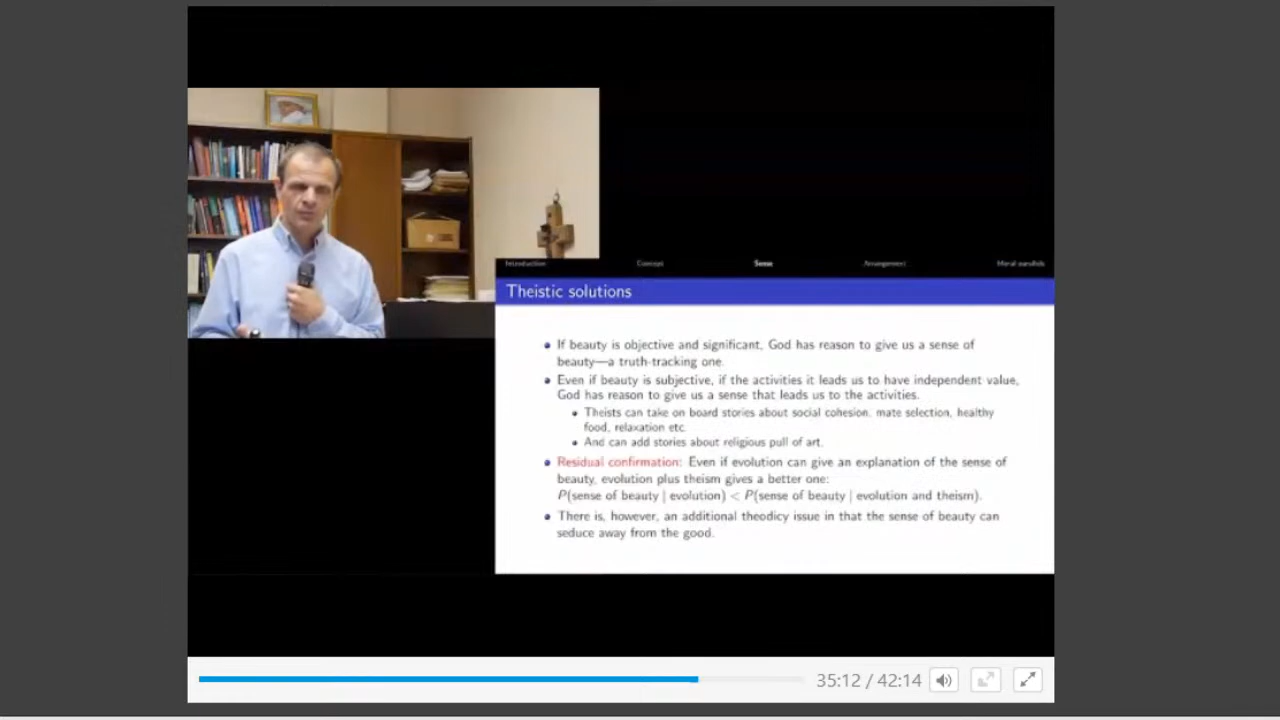 Introduction Concept Sense Arrangement Moral parallels
Theistic solutions
If beauty is objective and significant, God has reason to give us a sense of
beauty—a truth-tracking one.
Even if beauty is subjective, if the activities it leads us to have independent value,
God has reason to give us a sense that leads us to the activities.
Theists can take on board stories about social cohesion, mate selection, healthy
food, relaxation etc.
And can add stories about religious pull of art.
Residual confirmation: Even if evolution can give an explanation of the sense of
beauty, evolution plus theism gives a better one:
P(sense of beauty | evolution) < P(sense of beauty | evolution and theism).
There is, however, an additional theodicy issue in that the sense of beauty can
seduce away from the good.
35:12 / 42:14